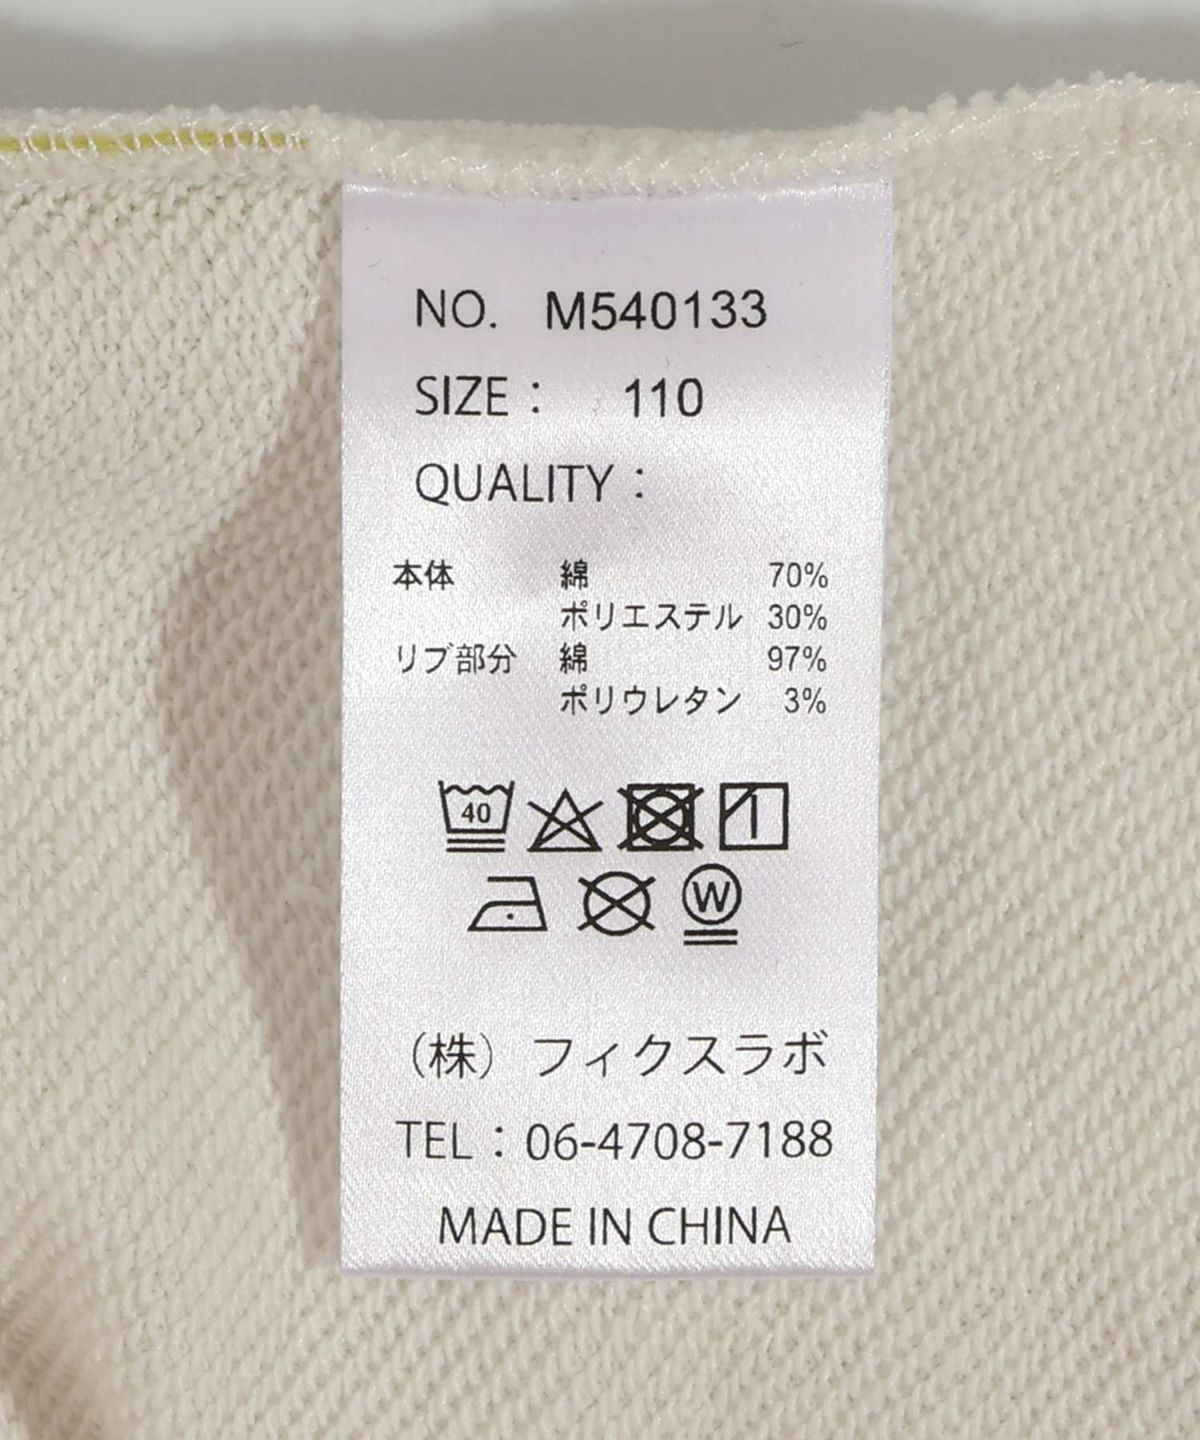 NO. M540133
SIZE： 110
QUALITY：
本体 綿 70%
ポリエステル 30%
リブ部分 綿 97%
ポリウレタン 3%
40
W
（株）フィクスラボ
TEL：06-4708-7188
MADE IN CHINA